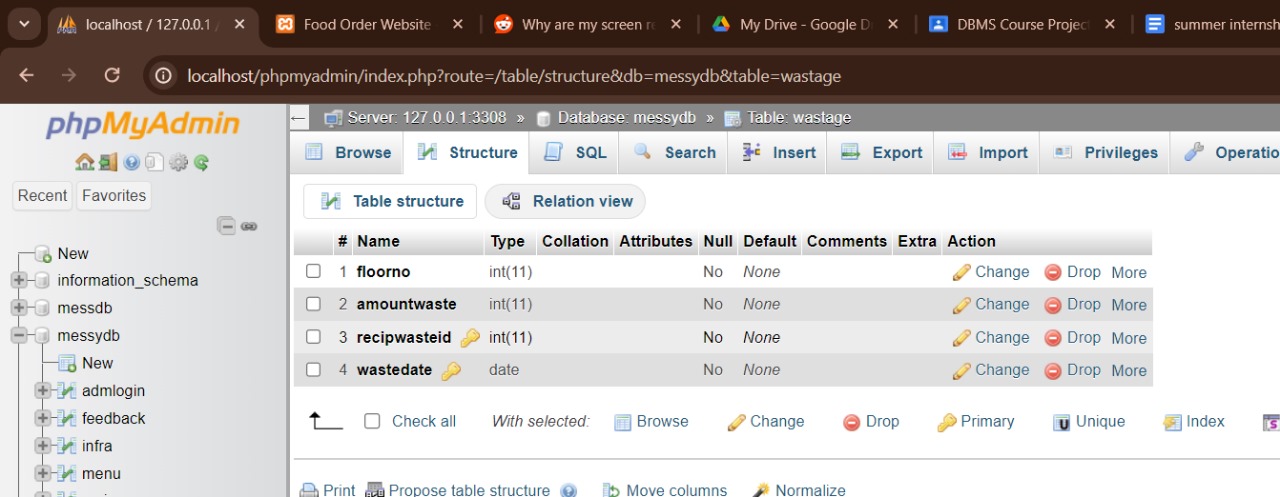 localhost / 127.0.0.1 /
Food Order Website
Why are my screen re
My Drive - Google Dr
DBMS Course Project
summer internsh
localhost/phpmyadmin/index.php?route=/table/structure&db=messydb&table=wastage
phpMyAdmin
Recent Favorites
New
information_schema
messdb
messydb
New
admlogin
feedback
infra
menu
Server: 127.0.0.1:3308 » Database: messydb » Table: wastage
Browse Structure SQL Search Insert Export Import Privileges Operatio
Table structure Relation view
# Name Type Collation Attributes Null Default Comments Extra Action
1 floorno int(11) No None Change Drop More
2 amountwaste int(11) No None Change Drop More
3 recipwasteid int(11) No None Change Drop More
4 wastedate date No None Change Drop More
Check all With selected: Browse Change Drop Primary Unique Index
Print Propose table structure Move columns Normalize